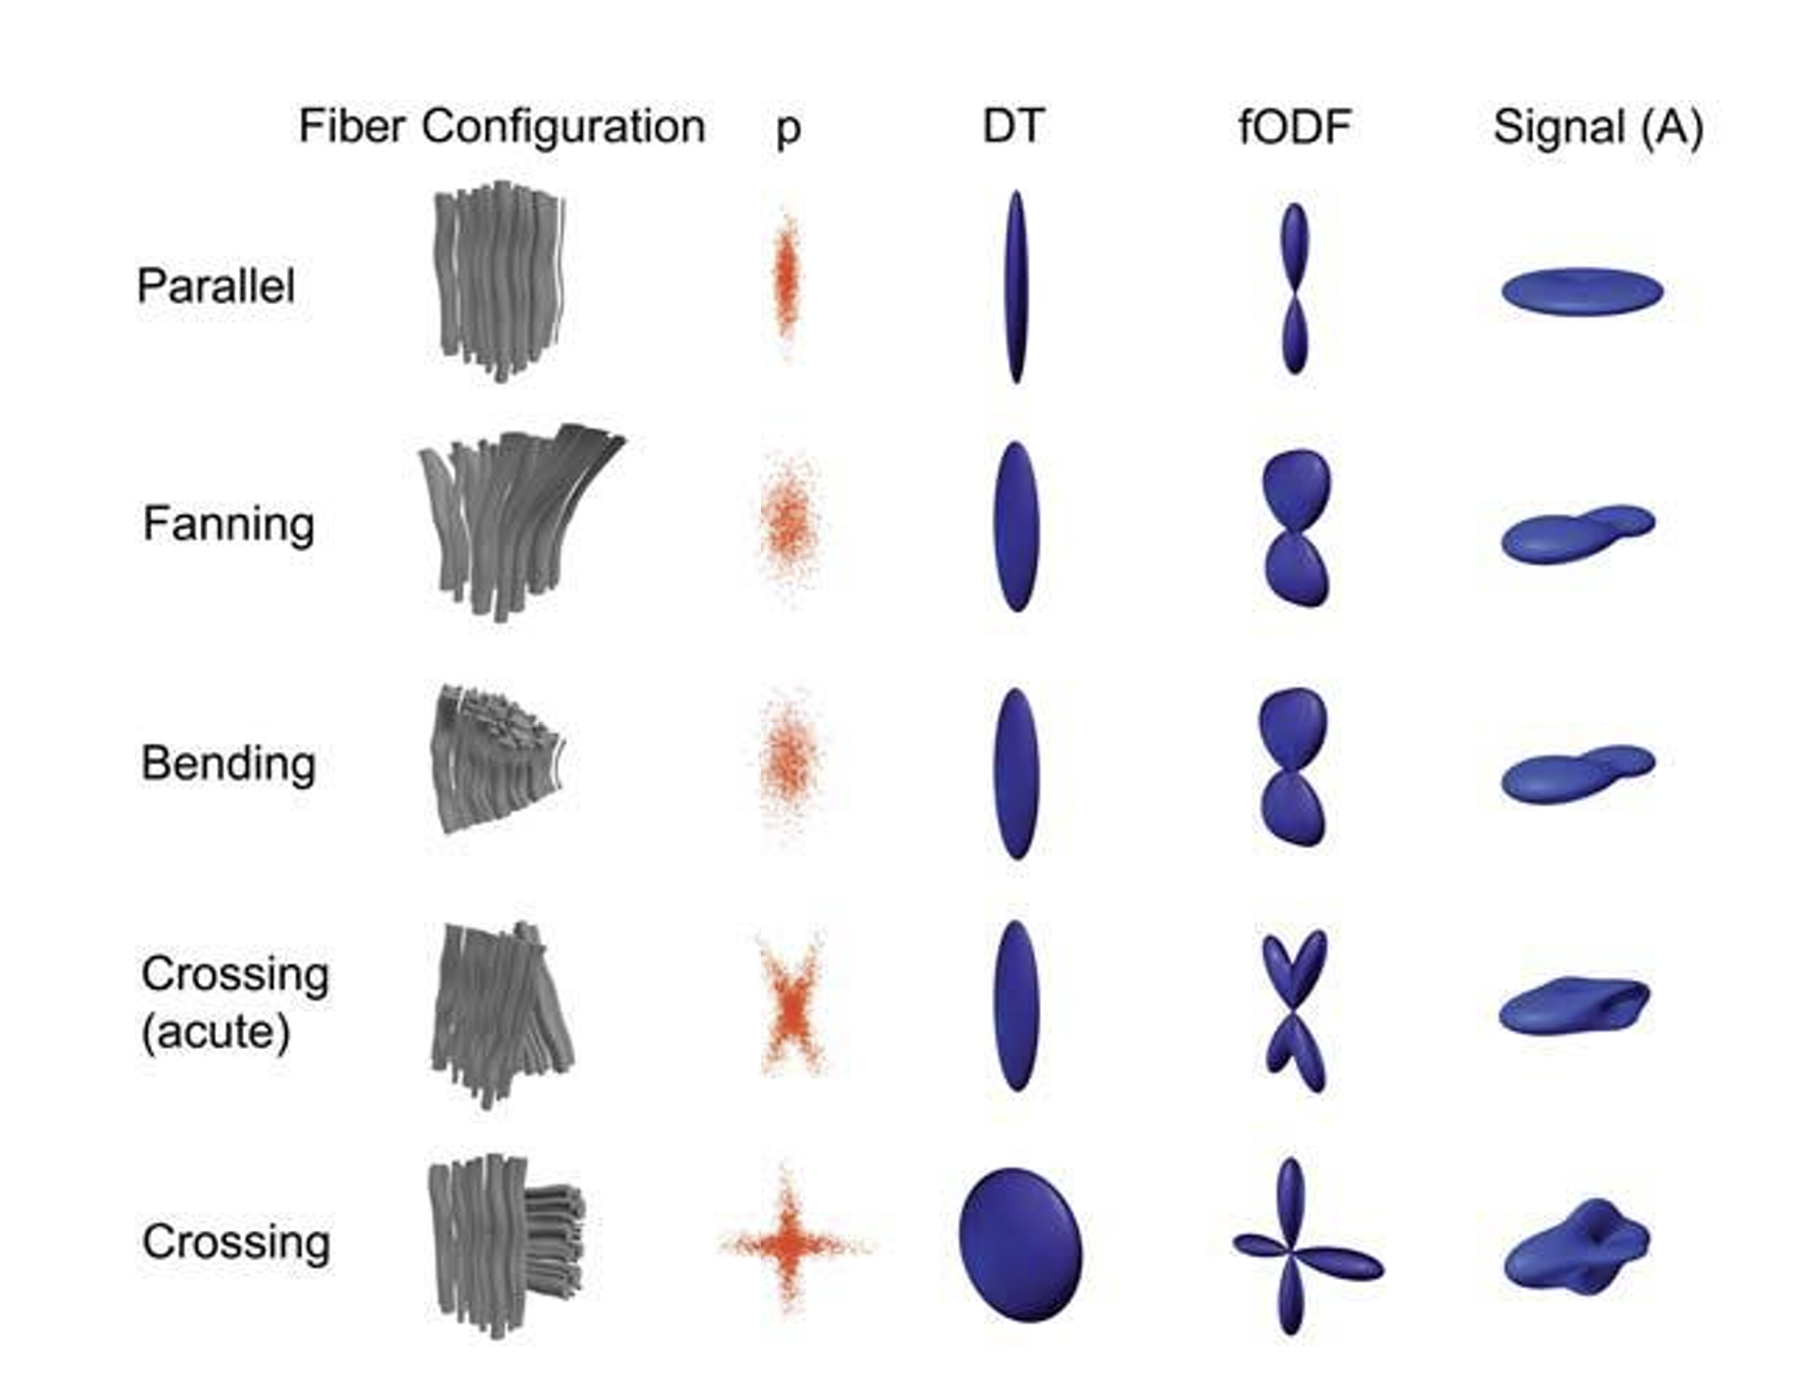 Fiber Configuration p DT fODF Signal (A)
Parallel
Fanning
Bending
Crossing
(acute)
Crossing